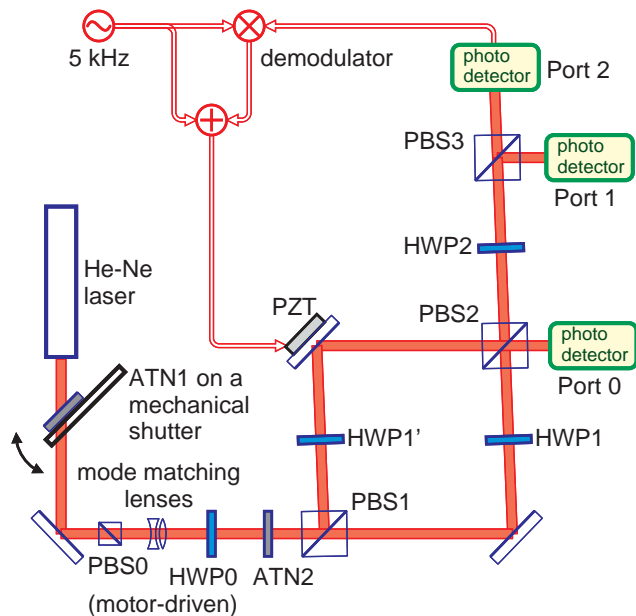 5 kHz
demodulator
photo
detector
Port 2
PBS3
photo
detector
Port 1
HWP2
He-Ne
laser
PZT
PBS2
photo
detector
Port 0
ATN1 on a
mechanical
shutter
HWP1'
HWP1
mode matching
lenses
PBS1
PBS0
HWP0
ATN2
(motor-driven)